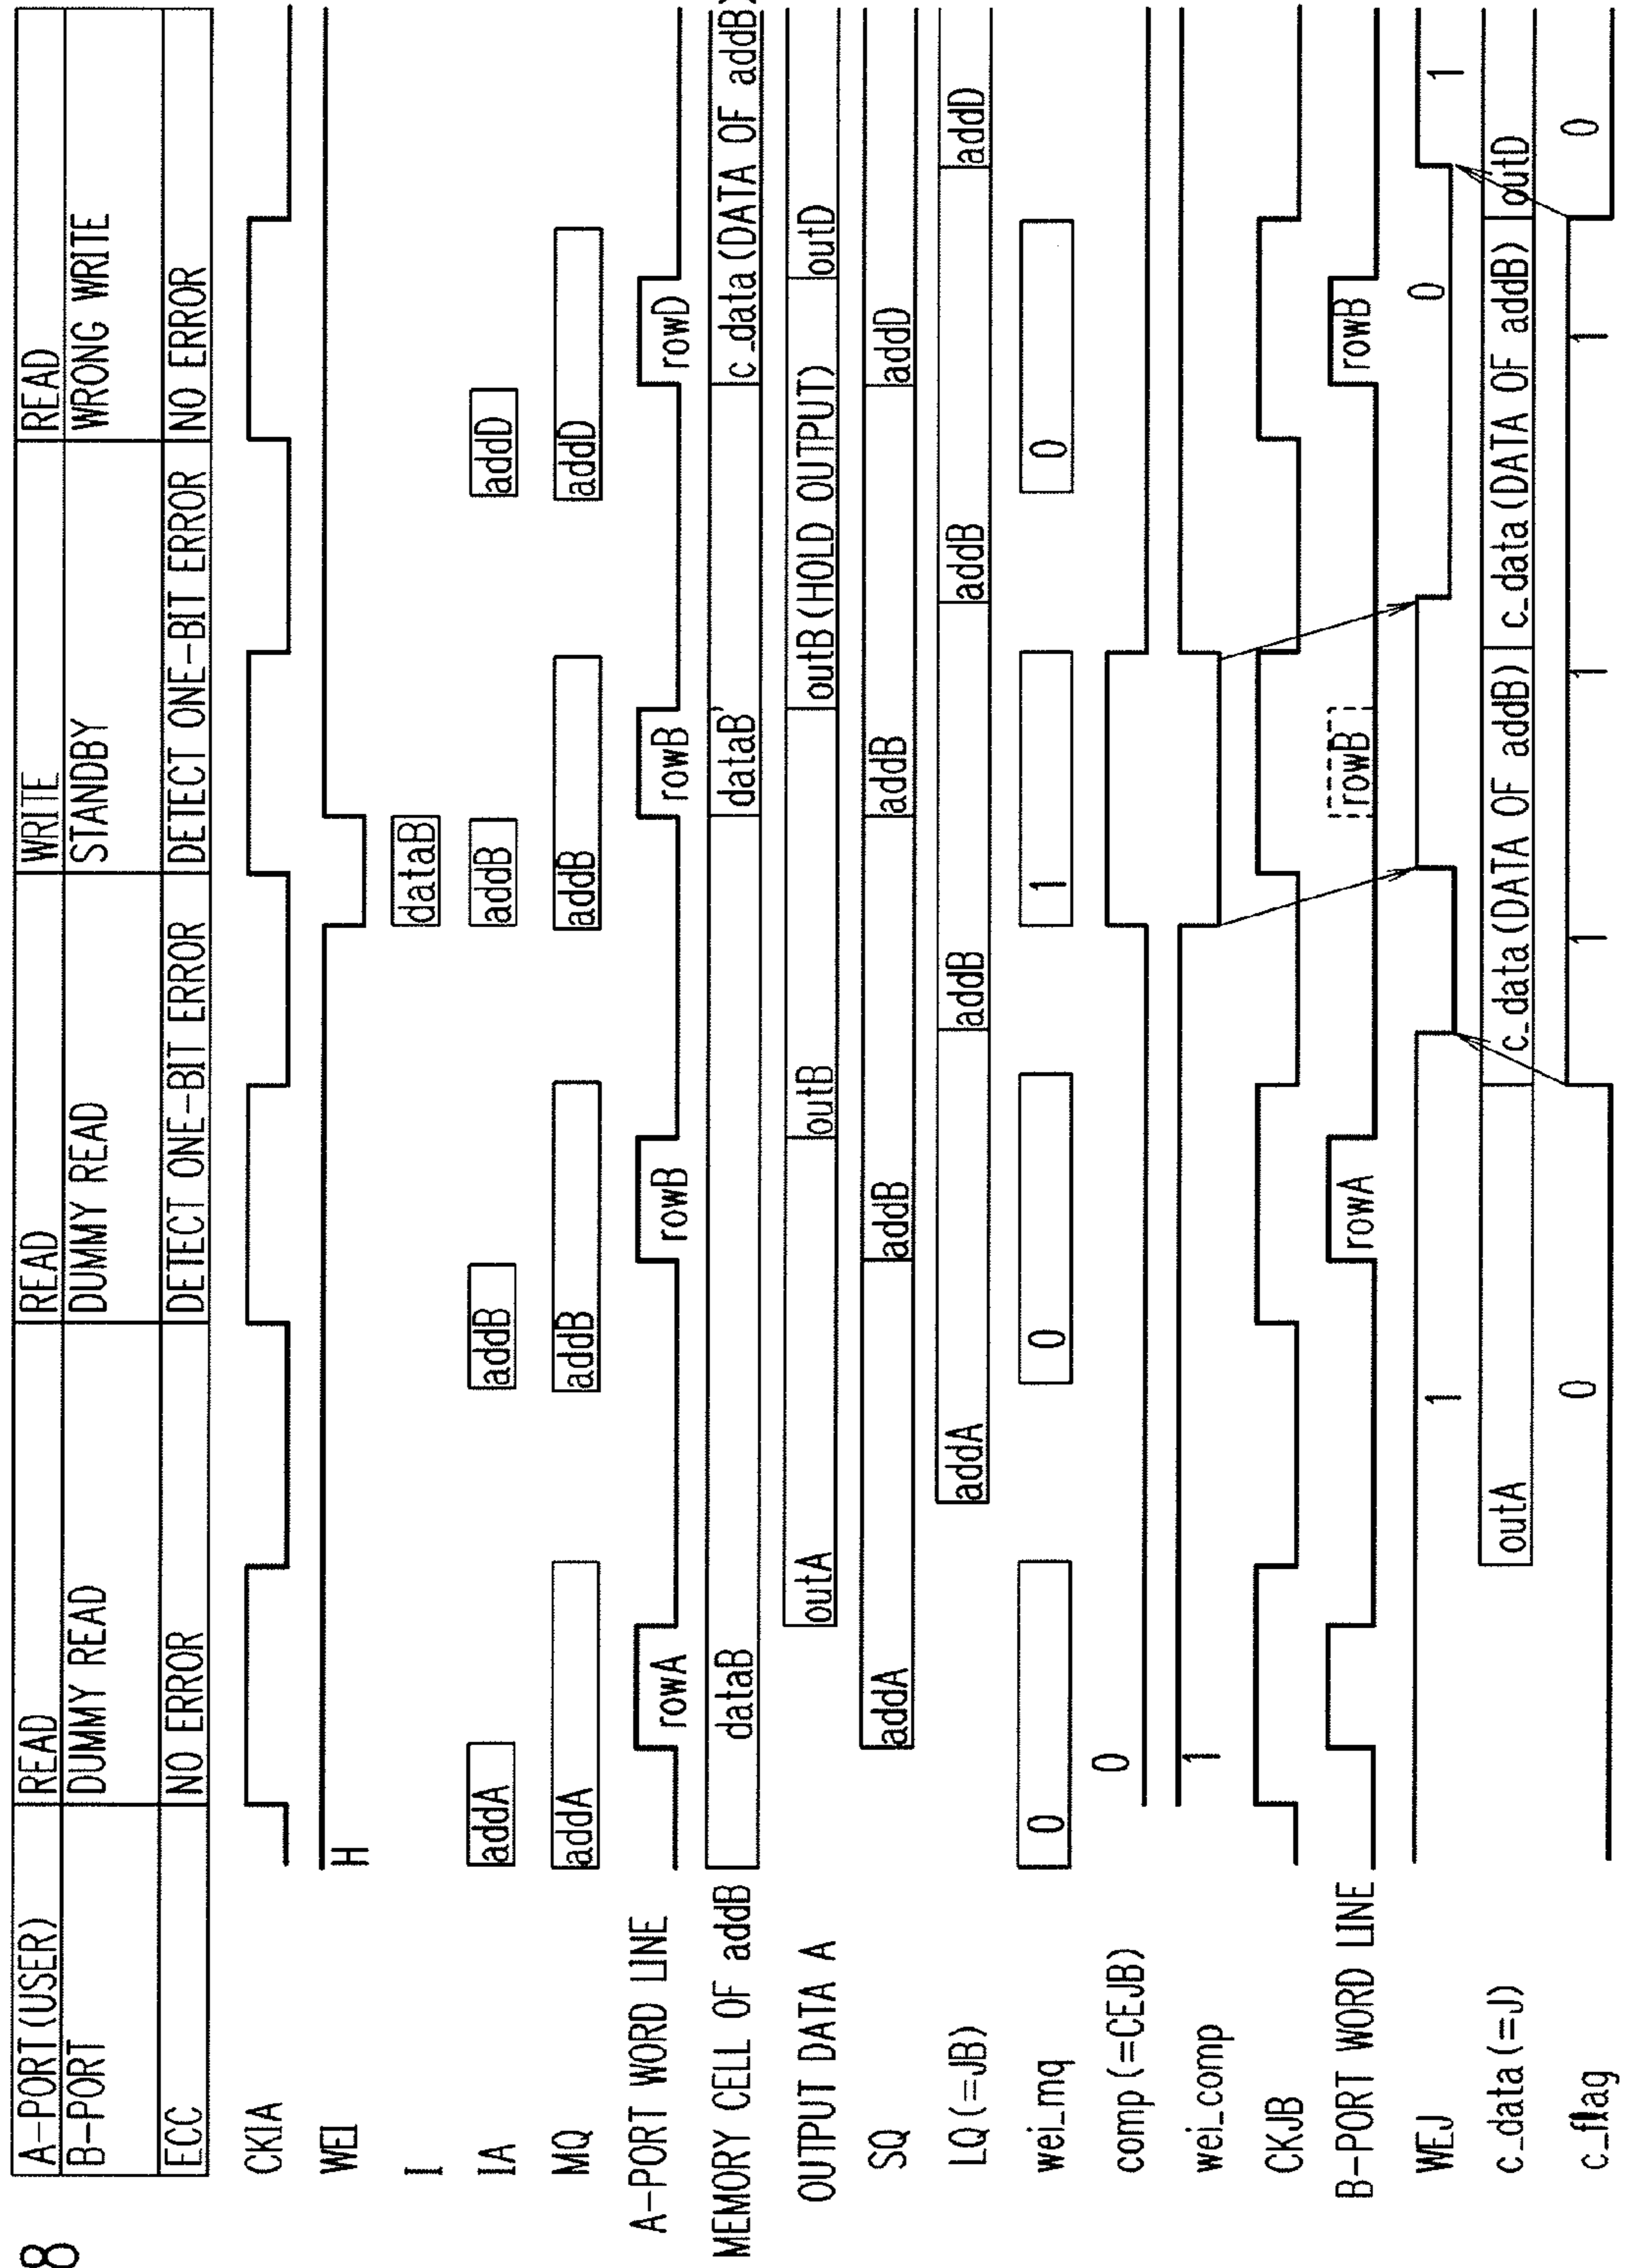 8
A-PORT(USER) READ READ WRITE READ
B-PORT DUMMY READ DUMMY READ STANDBY WRONG WRITE
ECC NO ERROR DETECT ONE-BIT ERROR DETECT ONE-BIT ERROR NO ERROR
CKIA
WEI H
I dataB
IA addA addB addB addD
MQ addA addB addB addD
A-PORT WORD LINE rowA rowB rowB rowD
MEMORY CELL OF addB dataB dataB' c_data(DATA OF addB)
OUTPUT DATA A outA outB outB(HOLD OUTPUT) outD
SQ addA addB addB addD
LQ(=JB) addA addB addB addD
wei_mq 0 0 1 0
comp(=CEJB) 0
wei_comp 1
CKJB
B-PORT WORD LINE rowA rowB rowB
WEJ 1 0 1
c_data(=J) outA c_data(DATA OF addB) c_data(DATA OF addB) outD
c_flag 0 1 1 1 0